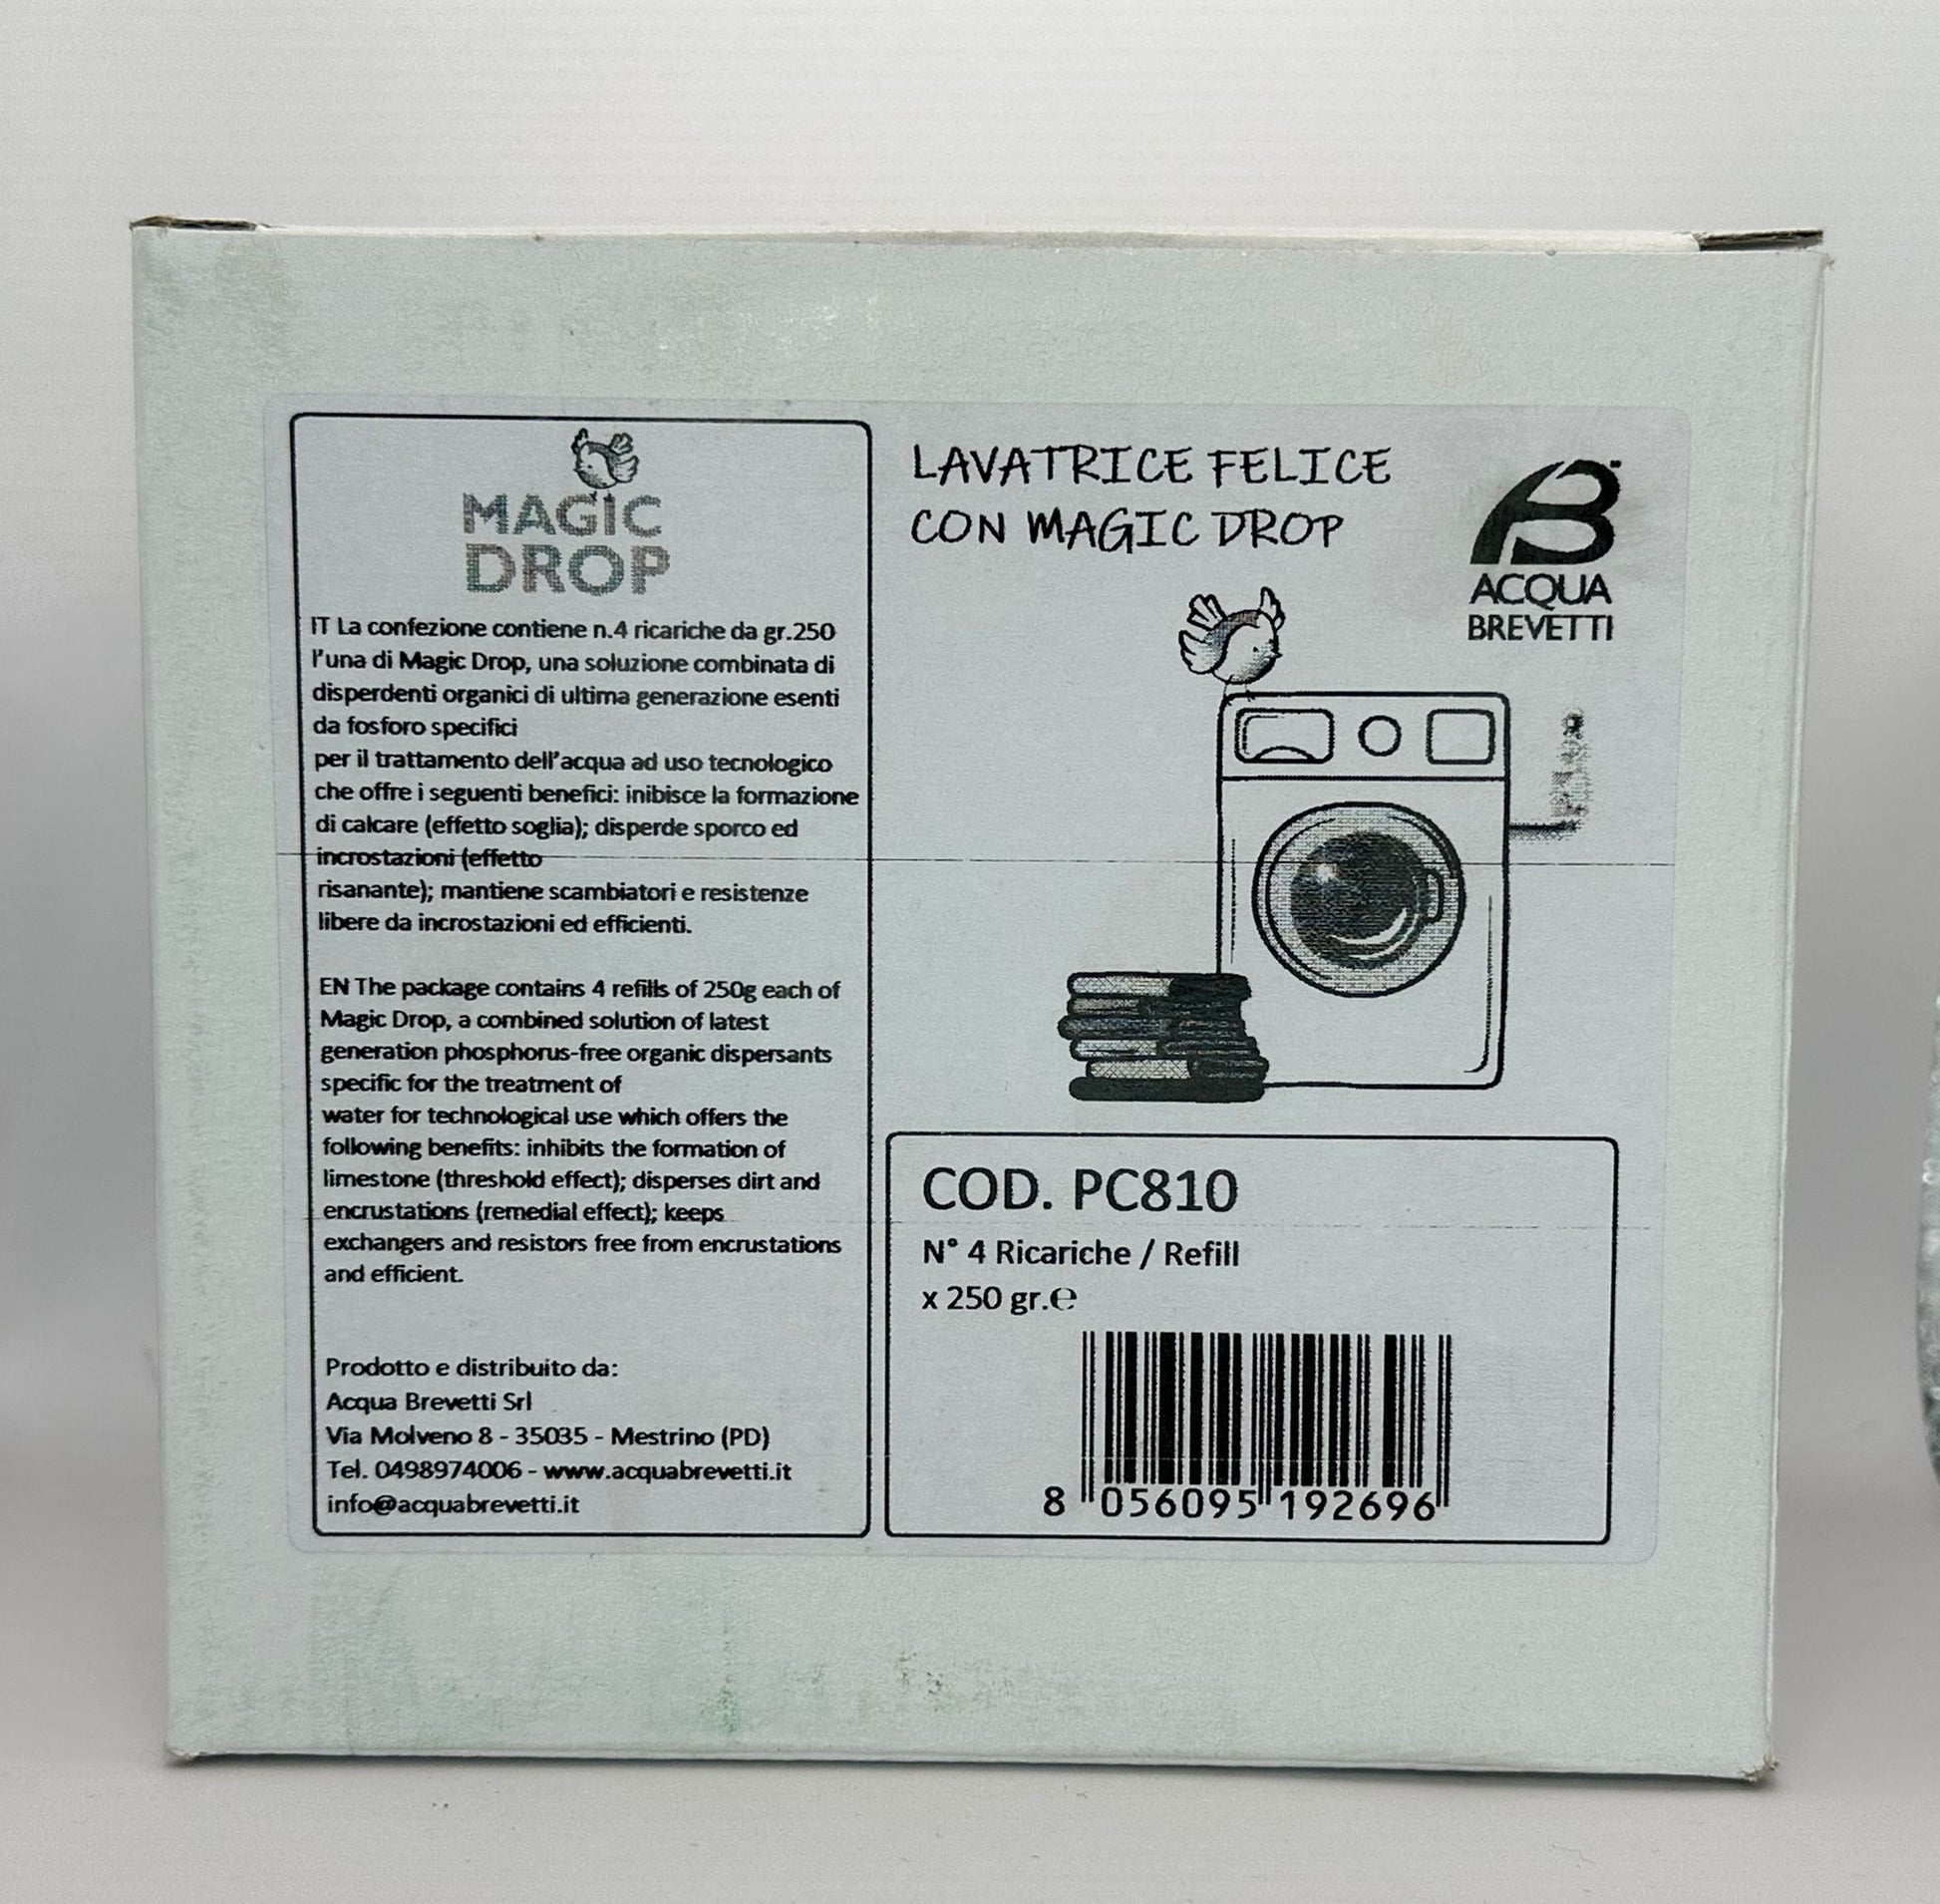 MAGIC
DROP
IT La confezione contiene n.4 ricariche da gr.250
l'una di Magic Drop, una soluzione combinata di
disperdenti organici di ultima generazione esenti
da fosforo specifici
per il trattamento dell'acqua ad uso tecnologico
che offre i seguenti benefici: inibisce la formazione
di calcare (effetto soglia); disperde sporco ed
incrostazioni (effetto
risanante); mantiene scambiatori e resistenze
libere da incrostazioni ed efficienti.
EN The package contains 4 refills of 250g each of
Magic Drop, a combined solution of latest
generation phosphorus-free organic dispersants
specific for the treatment of
water for technological use which offers the
following benefits: inhibits the formation of
limestone (threshold effect); disperses dirt and
encrustations (remedial effect); keeps
exchangers and resistors free from encrustations
and efficient.
Prodotto e distribuito da:
Acqua Brevetti Srl
Via Molveno 8 - 35035 - Mestrino (PD)
Tel. 0498974006 - www.acquabrevetti.it
info@acquabrevetti.it
LAVATRICE FELICE
CON MAGIC DROP
ACQUA
BREVETTI
COD. PC810
N° 4 Ricariche / Refill
x 250 gr.℮
8 056095 192696